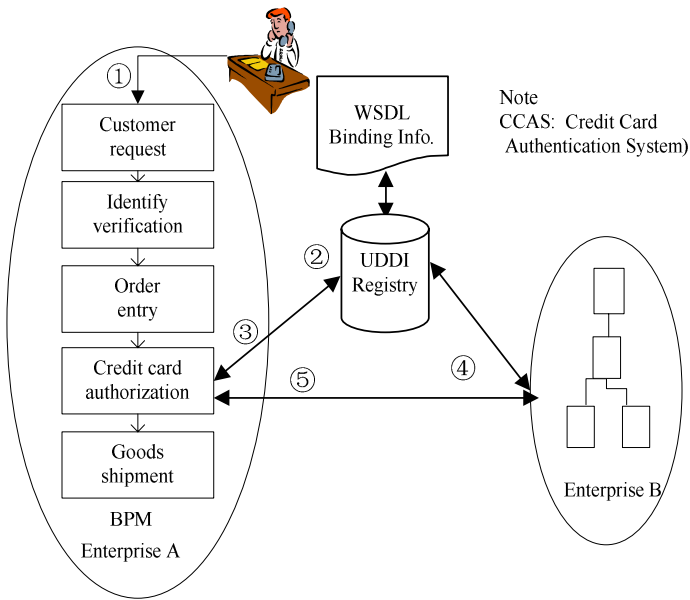 ①
Customer
request
Identify
verification
Order
entry
Credit card
authorization
Goods
shipment
BPM
Enterprise A
WSDL
Binding Info.
②
UDDI
Registry
③
④
⑤
Note
CCAS: Credit Card
Authentication System)
Enterprise B